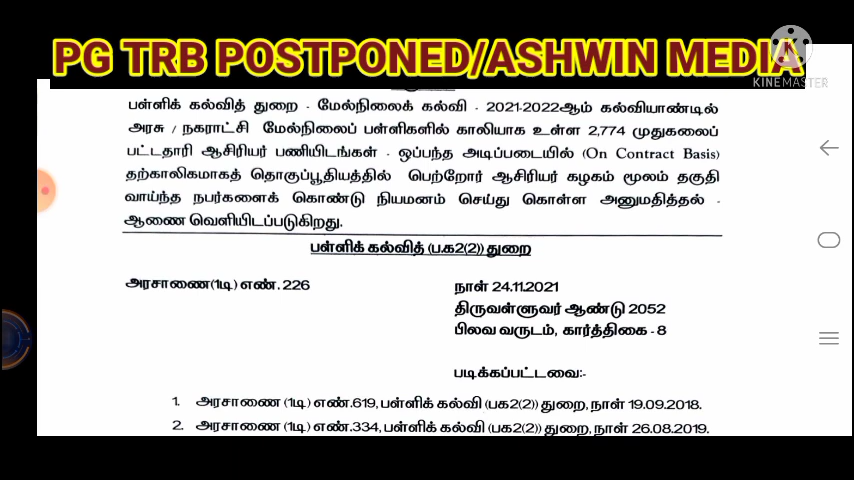 PG TRB POSTPONED/ASHWIN MEDIA
KINEMASTER
பள்ளிக் கல்வித் துறை - மேல்நிலைக் கல்வி - 2021-2022ஆம் கல்வியாண்டில்
அரசு / நகராட்சி மேல்நிலைப் பள்ளிகளில் காலியாக உள்ள 2,774 முதுகலைப்
பட்டதாரி ஆசிரியர் பணியிடங்கள் - ஒப்பந்த அடிப்படையில் (On Contract Basis)
தற்காலிகமாகத் தொகுப்பூதியத்தில் பெற்றோர் ஆசிரியர் கழகம் மூலம் தகுதி
வாய்ந்த நபர்களைக் கொண்டு நியமனம் செய்து கொள்ள அனுமதித்தல் -
ஆணை வெளியிடப்படுகிறது.
பள்ளிக் கல்வித் (ப.க2(2)) துறை
அரசாணை(1டி) எண். 226
நாள் 24.11.2021
திருவள்ளுவர் ஆண்டு 2052
பிலவ வருடம், கார்த்திகை - 8
படிக்கப்பட்டவை:-
1. அரசாணை (1டி) எண்.619, பள்ளிக் கல்வி (பக2(2)) துறை, நாள் 19.09.2018.
2. அரசாணை (1டி) எண்.334, பள்ளிக் கல்வி (பக2(2)) துறை, நாள் 26.08.2019.